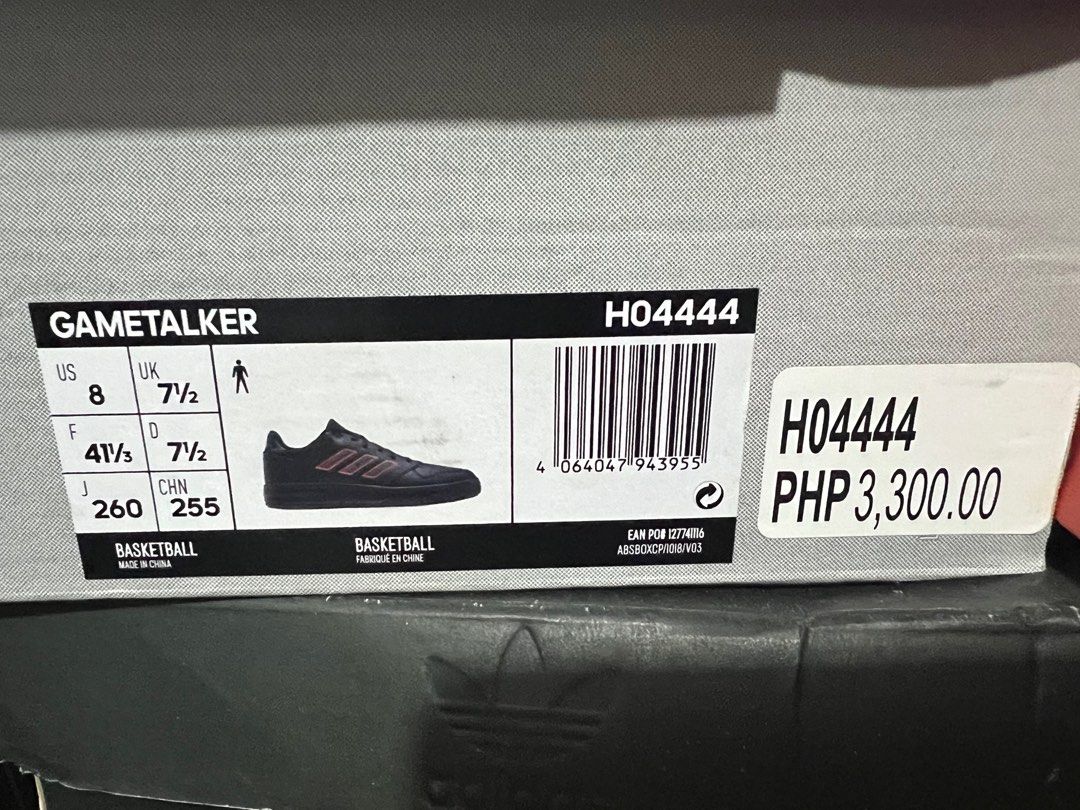 GAMETALKER H04444
US 8 UK 7½
F 41⅓ D 7½
J 260 CHN 255
4 064047 943955
BASKETBALL
MADE IN CHINA
BASKETBALL
FABRIQUÉ EN CHINE
EAN PO# 127741116
ABSBOXCP/1018/V03
H04444
PHP 3,300.00